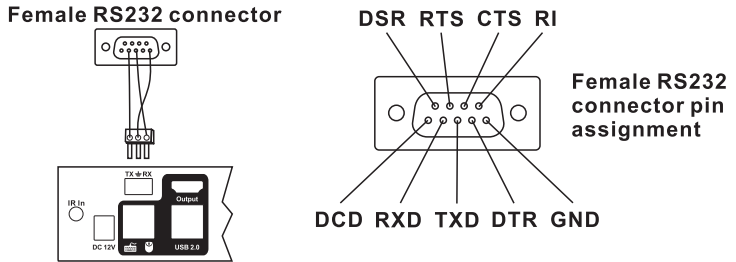 Female RS232 connector
DSR RTS CTS RI
Female RS232
connector pin
assignment
TX RX
IR In
Output
DC 12V
USB 2.0
DCD RXD TXD DTR GND